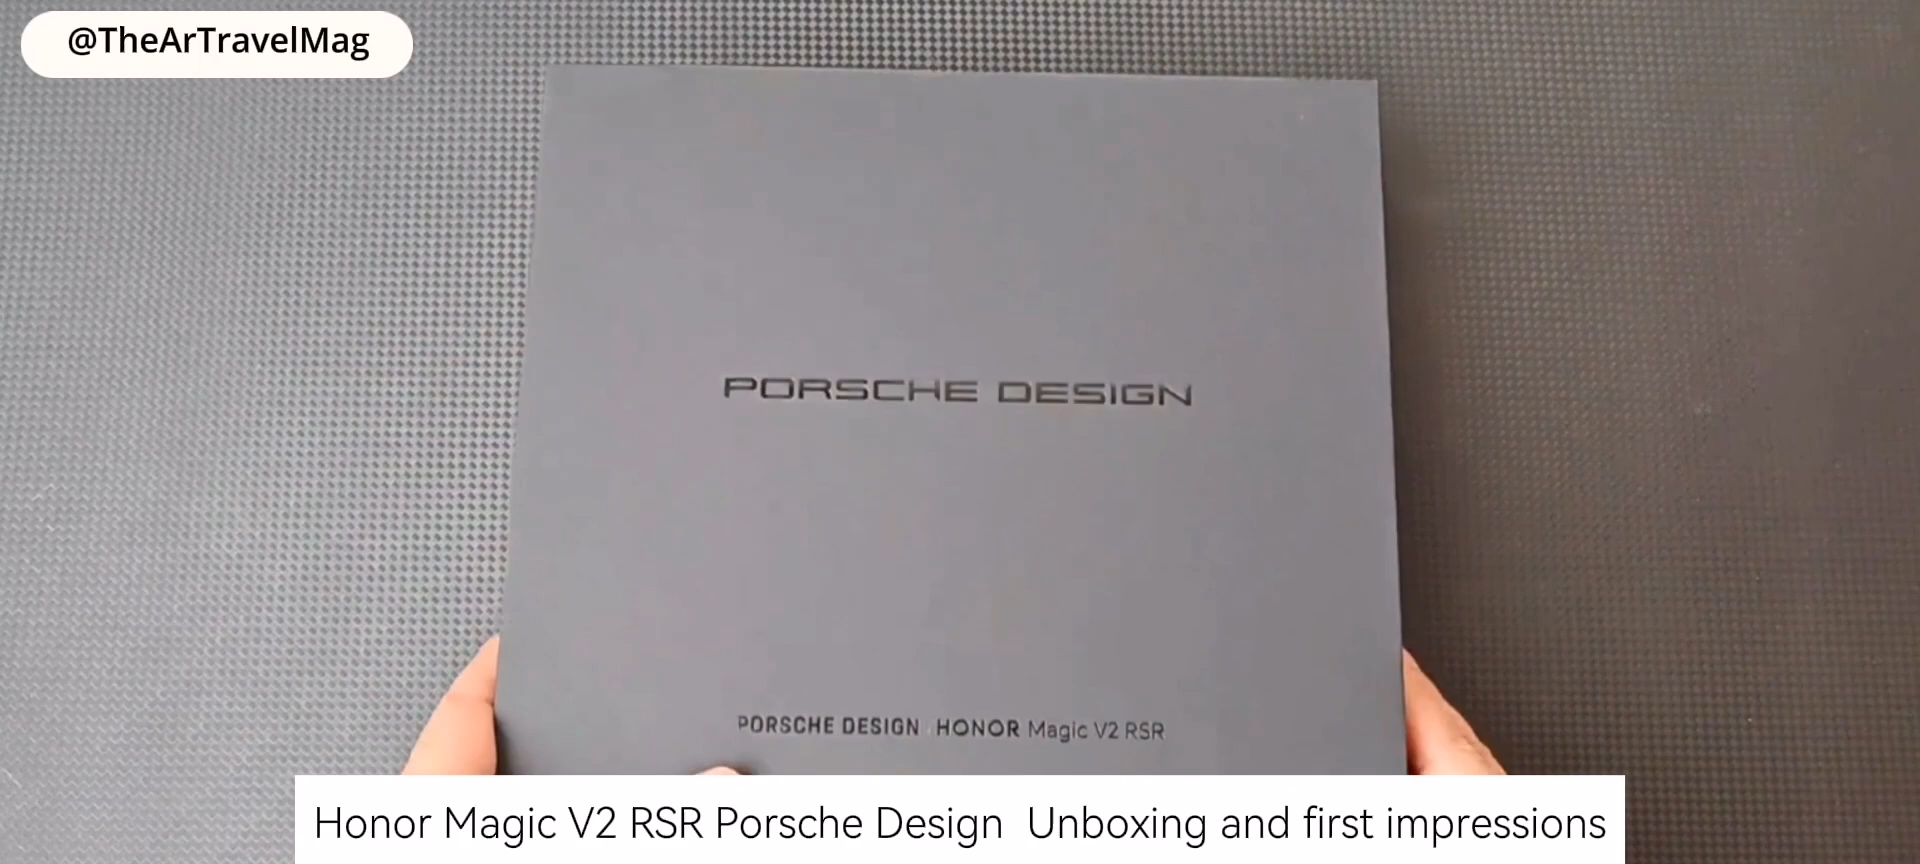 @TheArTravelMag
PORSCHE DESIGN
PORSCHE DESIGN HONOR Magic V2 RSR
Honor Magic V2 RSR Porsche Design Unboxing and first impressions